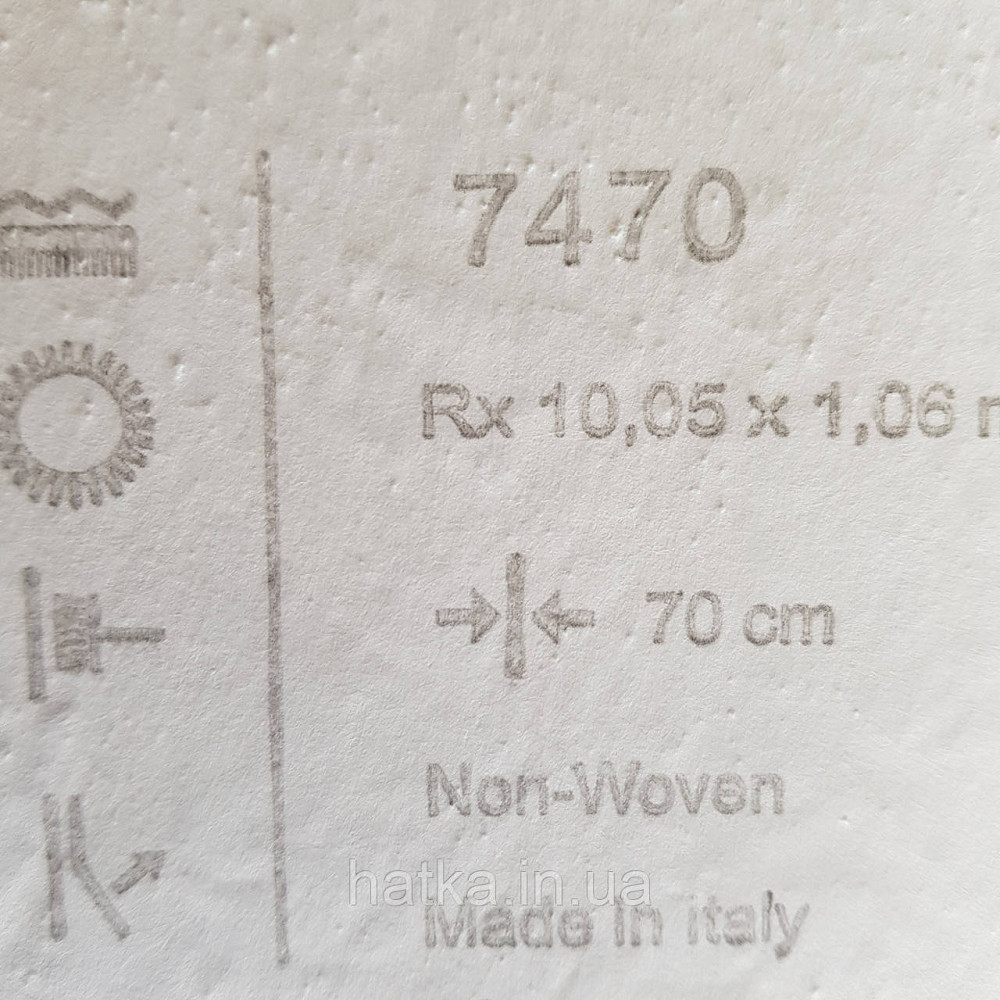 7470
Rx 10,05 x 1,06
70 cm
Non-Woven
hatka.in.ua
Made in italy